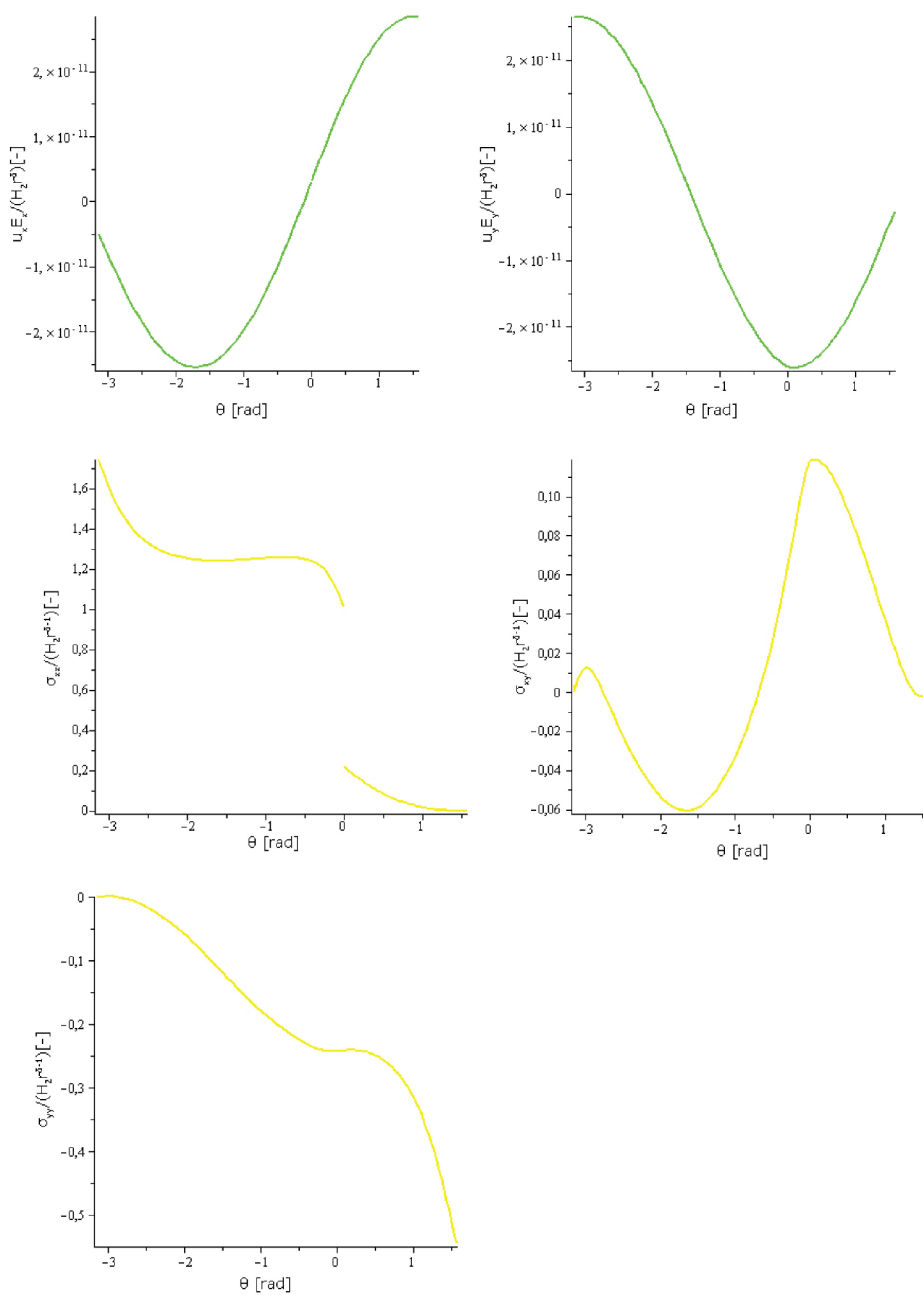 2,×10⁻¹¹
1,×10⁻¹¹
0
−1,×10⁻¹¹
−2,×10⁻¹¹
uₓEₓ/(H₂r^δ)[-]
−3 −2 −1 0 1
θ [rad]
2,×10⁻¹¹
1,×10⁻¹¹
0
−1,×10⁻¹¹
−2,×10⁻¹¹
u_yE_y/(H₂r^δ)[-]
−3 −2 −1 0 1
θ [rad]
1,6
1,4
1,2
1
0,8
0,6
0,4
0,2
0
σₓₓ/(H₂r^δ⁻¹)[-]
−3 −2 −1 0 1
θ [rad]
0,10
0,08
0,06
0,04
0,02
0
−0,02
−0,04
−0,06
σ_xy/(H₂r^δ⁻¹)[-]
−3 −2 −1 0 1
θ [rad]
0
−0,1
−0,2
−0,3
−0,4
−0,5
σ_yy/(H₂r^δ⁻¹)[-]
−3 −2 −1 0 1
θ [rad]